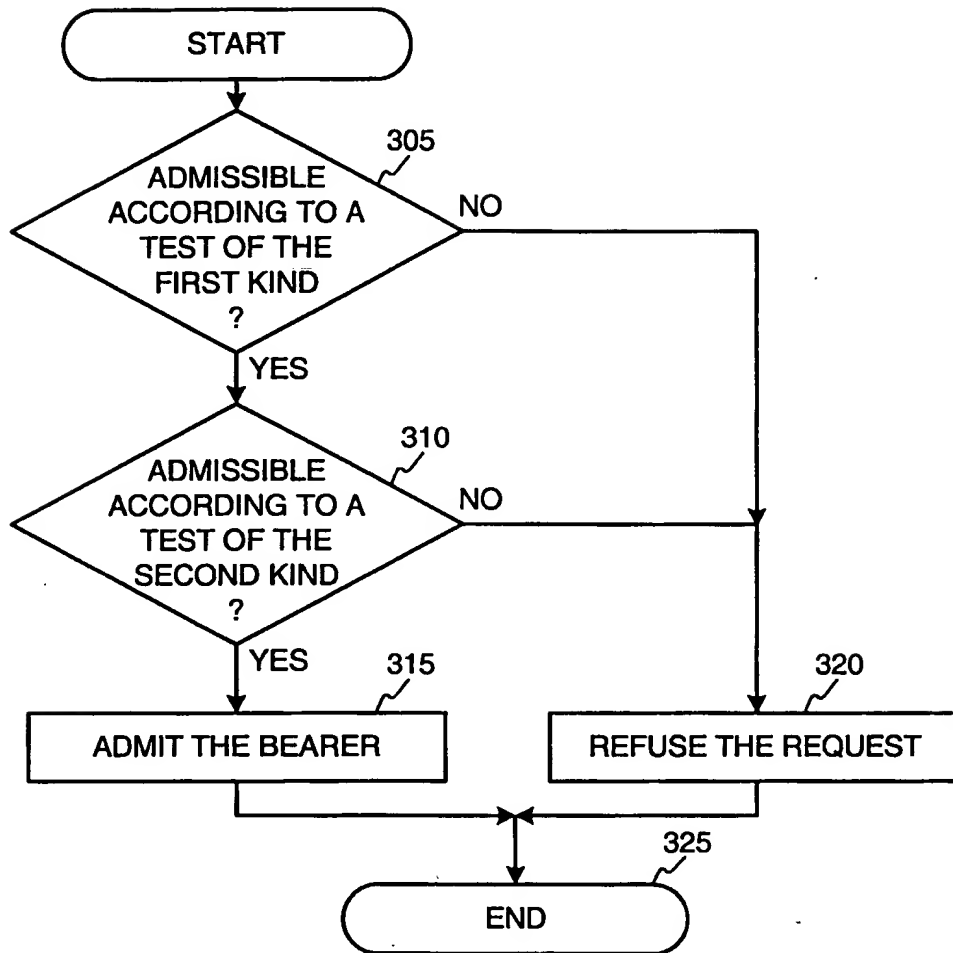 START
305
ADMISSIBLE
ACCORDING TO A
TEST OF THE
FIRST KIND
?
NO
YES
310
ADMISSIBLE
ACCORDING TO A
TEST OF THE
SECOND KIND
?
NO
YES
315
ADMIT THE BEARER
320
REFUSE THE REQUEST
325
END